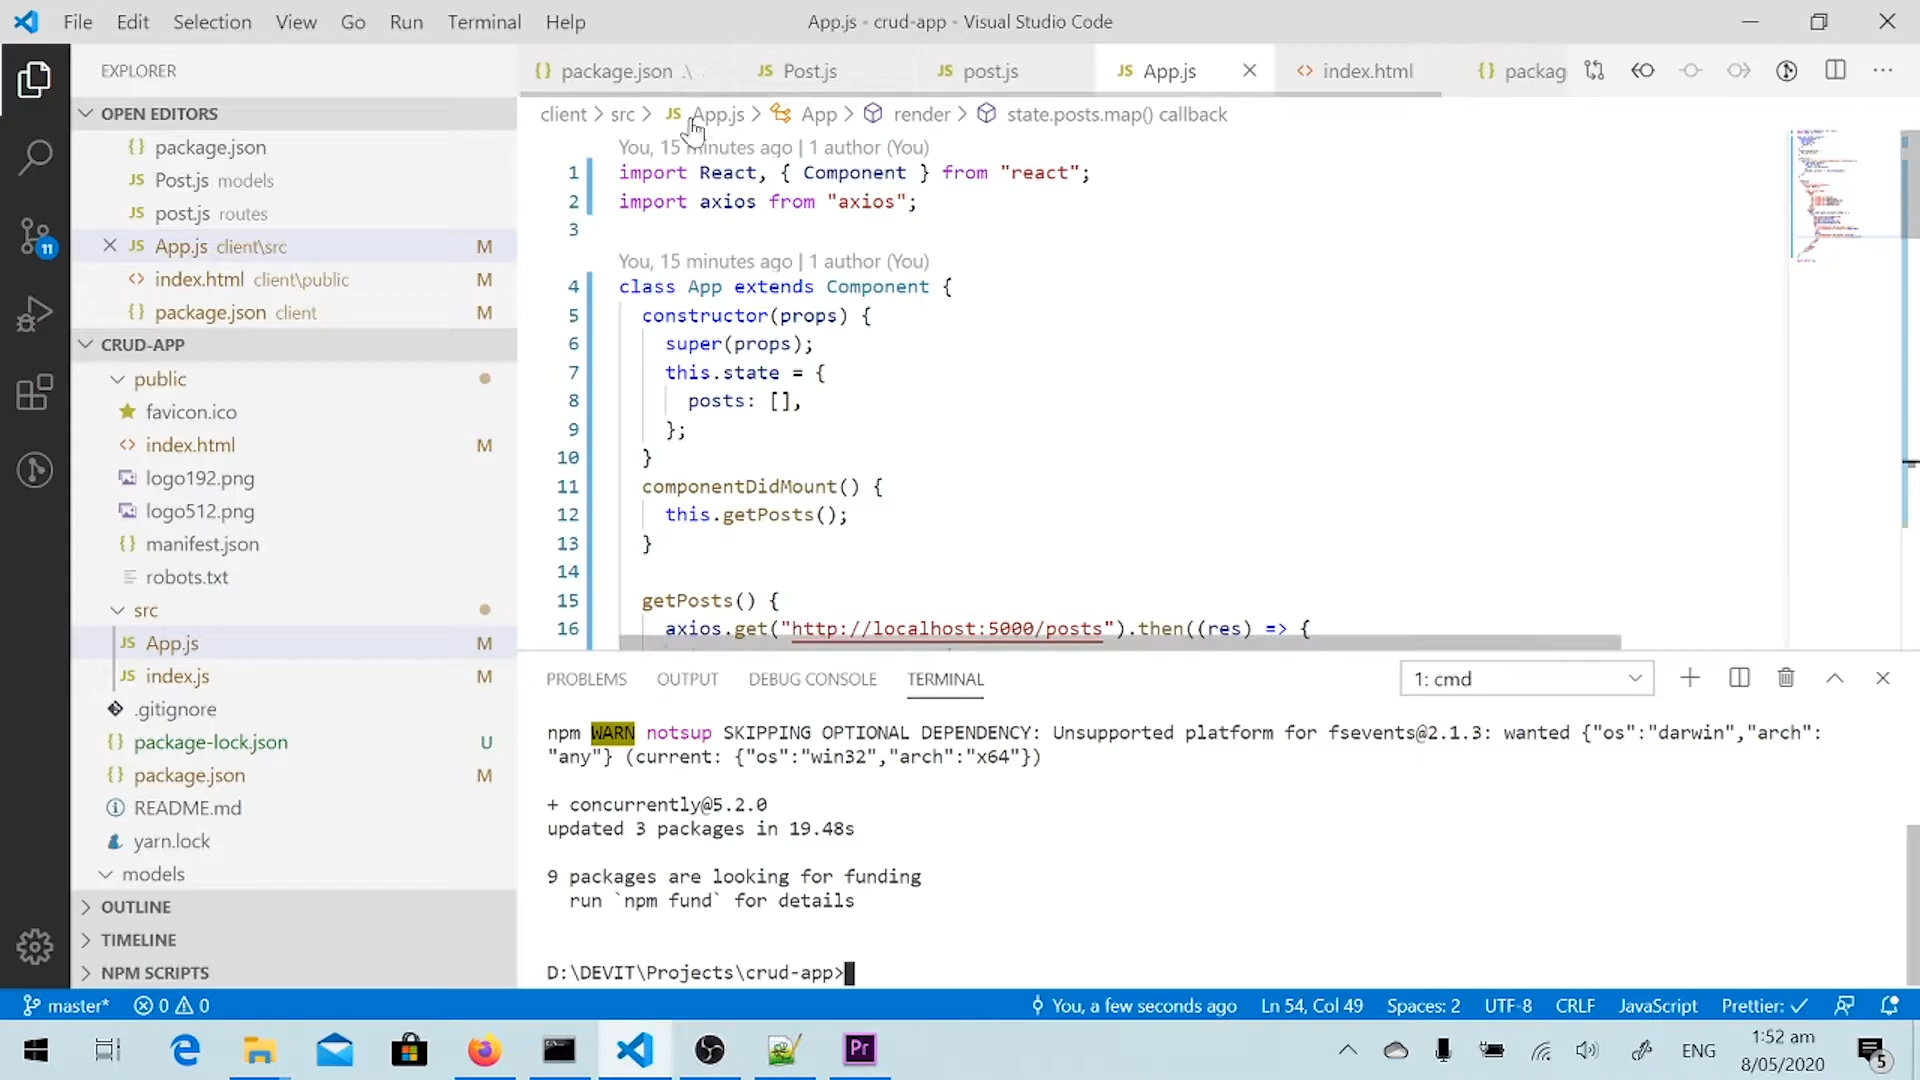 File Edit Selection View Go Run Terminal Help
App.js - crud-app - Visual Studio Code
EXPLORER
OPEN EDITORS
{} package.json
JS Post.js models
JS post.js routes
JS App.js client\src M
<> index.html client\public M
{} package.json client M
CRUD-APP
public
favicon.ico
<> index.html M
logo192.png
logo512.png
{} manifest.json
robots.txt
src
JS App.js M
JS index.js M
.gitignore
{} package-lock.json U
{} package.json M
README.md
yarn.lock
models
OUTLINE
TIMELINE
NPM SCRIPTS
11
{} package.json .\ JS Post.js JS post.js JS App.js <> index.html {} packag
client > src > JS App.js > App > render > state.posts.map() callback
You, 15 minutes ago | 1 author (You)
1 import React, { Component } from "react";
2 import axios from "axios";
3
You, 15 minutes ago | 1 author (You)
4 class App extends Component {
5 constructor(props) {
6 super(props);
7 this.state = {
8 posts: [],
9 };
10 }
11 componentDidMount() {
12 this.getPosts();
13 }
14
15 getPosts() {
16 axios.get("http://localhost:5000/posts").then((res) => {
PROBLEMS OUTPUT DEBUG CONSOLE TERMINAL 1: cmd
npm WARN notsup SKIPPING OPTIONAL DEPENDENCY: Unsupported platform for fsevents@2.1.3: wanted {"os":"darwin","arch":
"any"} (current: {"os":"win32","arch":"x64"})
+ concurrently@5.2.0
updated 3 packages in 19.48s
9 packages are looking for funding
run `npm fund` for details
D:\DEVIT\Projects\crud-app>
master* 0 0 You, a few seconds ago Ln 54, Col 49 Spaces: 2 UTF-8 CRLF JavaScript Prettier: ✓
Pr ENG 1:52 am
8/05/2020 5